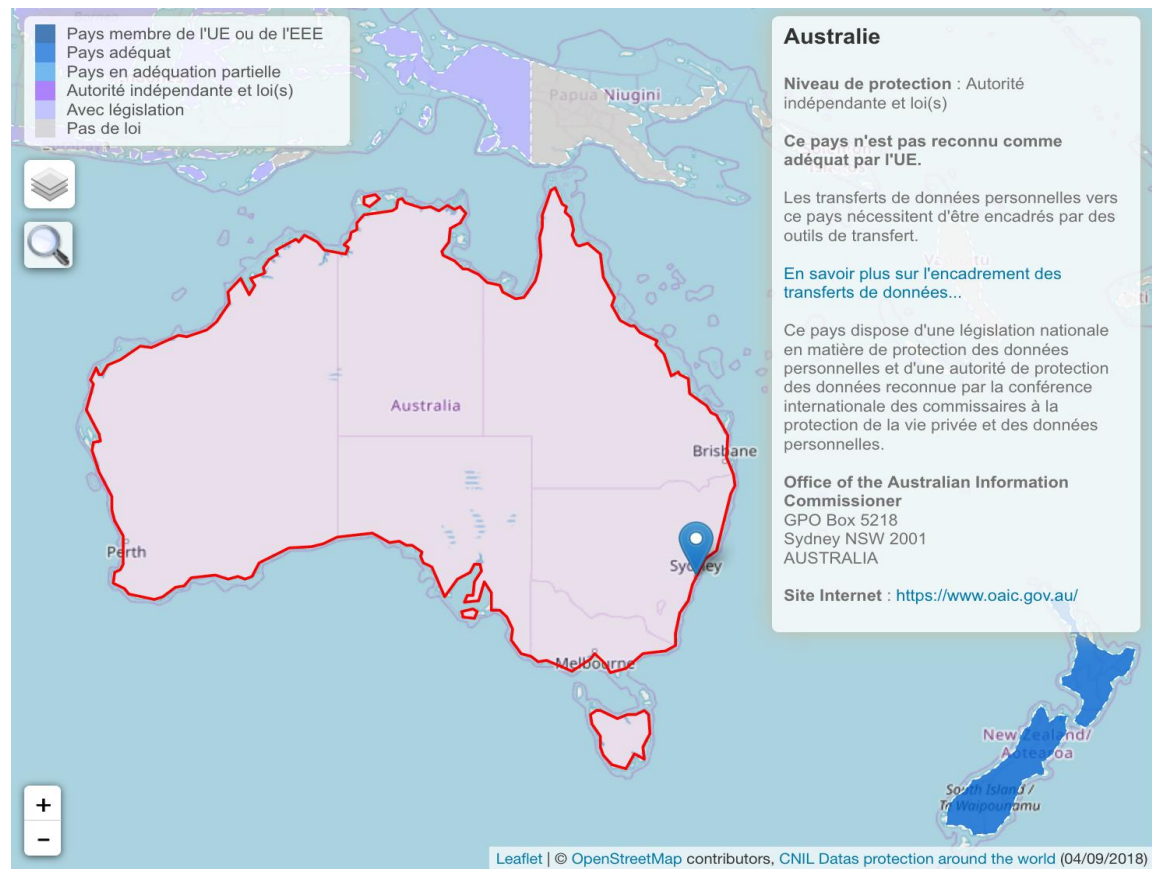 Pays membre de l'UE ou de l'EEE
Pays adéquat
Pays en adéquation partielle
Autorité indépendante et loi(s)
Avec législation
Pas de loi
Papua Niugini
Australia
Brisbane
Perth
Sydney
Melbourne
New Zealand/
Aotearoa
South Island /
Te Waipounamu
+
−
Australie
Niveau de protection : Autorité
indépendante et loi(s)
Ce pays n'est pas reconnu comme
adéquat par l'UE.
Les transferts de données personnelles vers
ce pays nécessitent d'être encadrés par des
outils de transfert.
En savoir plus sur l'encadrement des
transferts de données...
Ce pays dispose d'une législation nationale
en matière de protection des données
personnelles et d'une autorité de protection
des données reconnue par la conférence
internationale des commissaires à la
protection de la vie privée et des données
personnelles.
Office of the Australian Information
Commissioner
GPO Box 5218
Sydney NSW 2001
AUSTRALIA
Site Internet : https://www.oaic.gov.au/
Leaflet | © OpenStreetMap contributors, CNIL Datas protection around the world (04/09/2018)